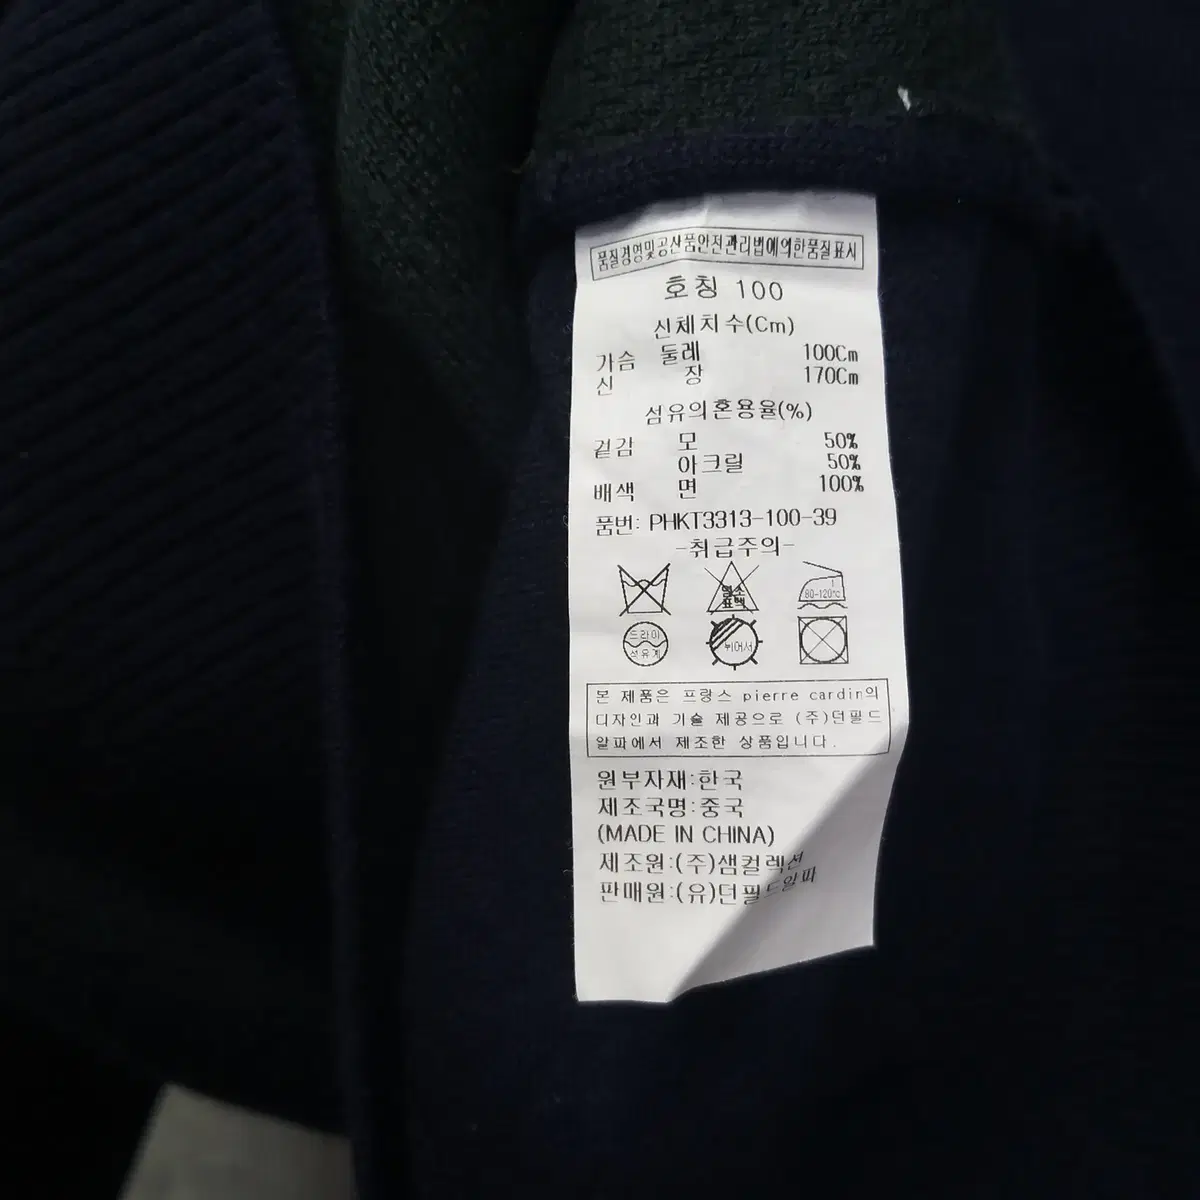 품질경영및공산품안전관리법에의한품질표시
호칭 100
신체치수(Cm)
가슴 둘레 100Cm
신 장 170Cm
섬유의혼용율(%)
겉감 모 50%
아크릴 50%
배색 면 100%
품번: PHKT3313-100-39
-취급주의-
염소 표백
1 80-120℃
드라이 석유계
뉘어서
본 제품은 프랑스 pierre cardin의
디자인과 기술 제공으로 (주)던필드
알파에서 제조한 상품입니다.
원부자재:한국
제조국명:중국
(MADE IN CHINA)
제조원:(주)샘컬렉션
판매원:(유)던필드알파